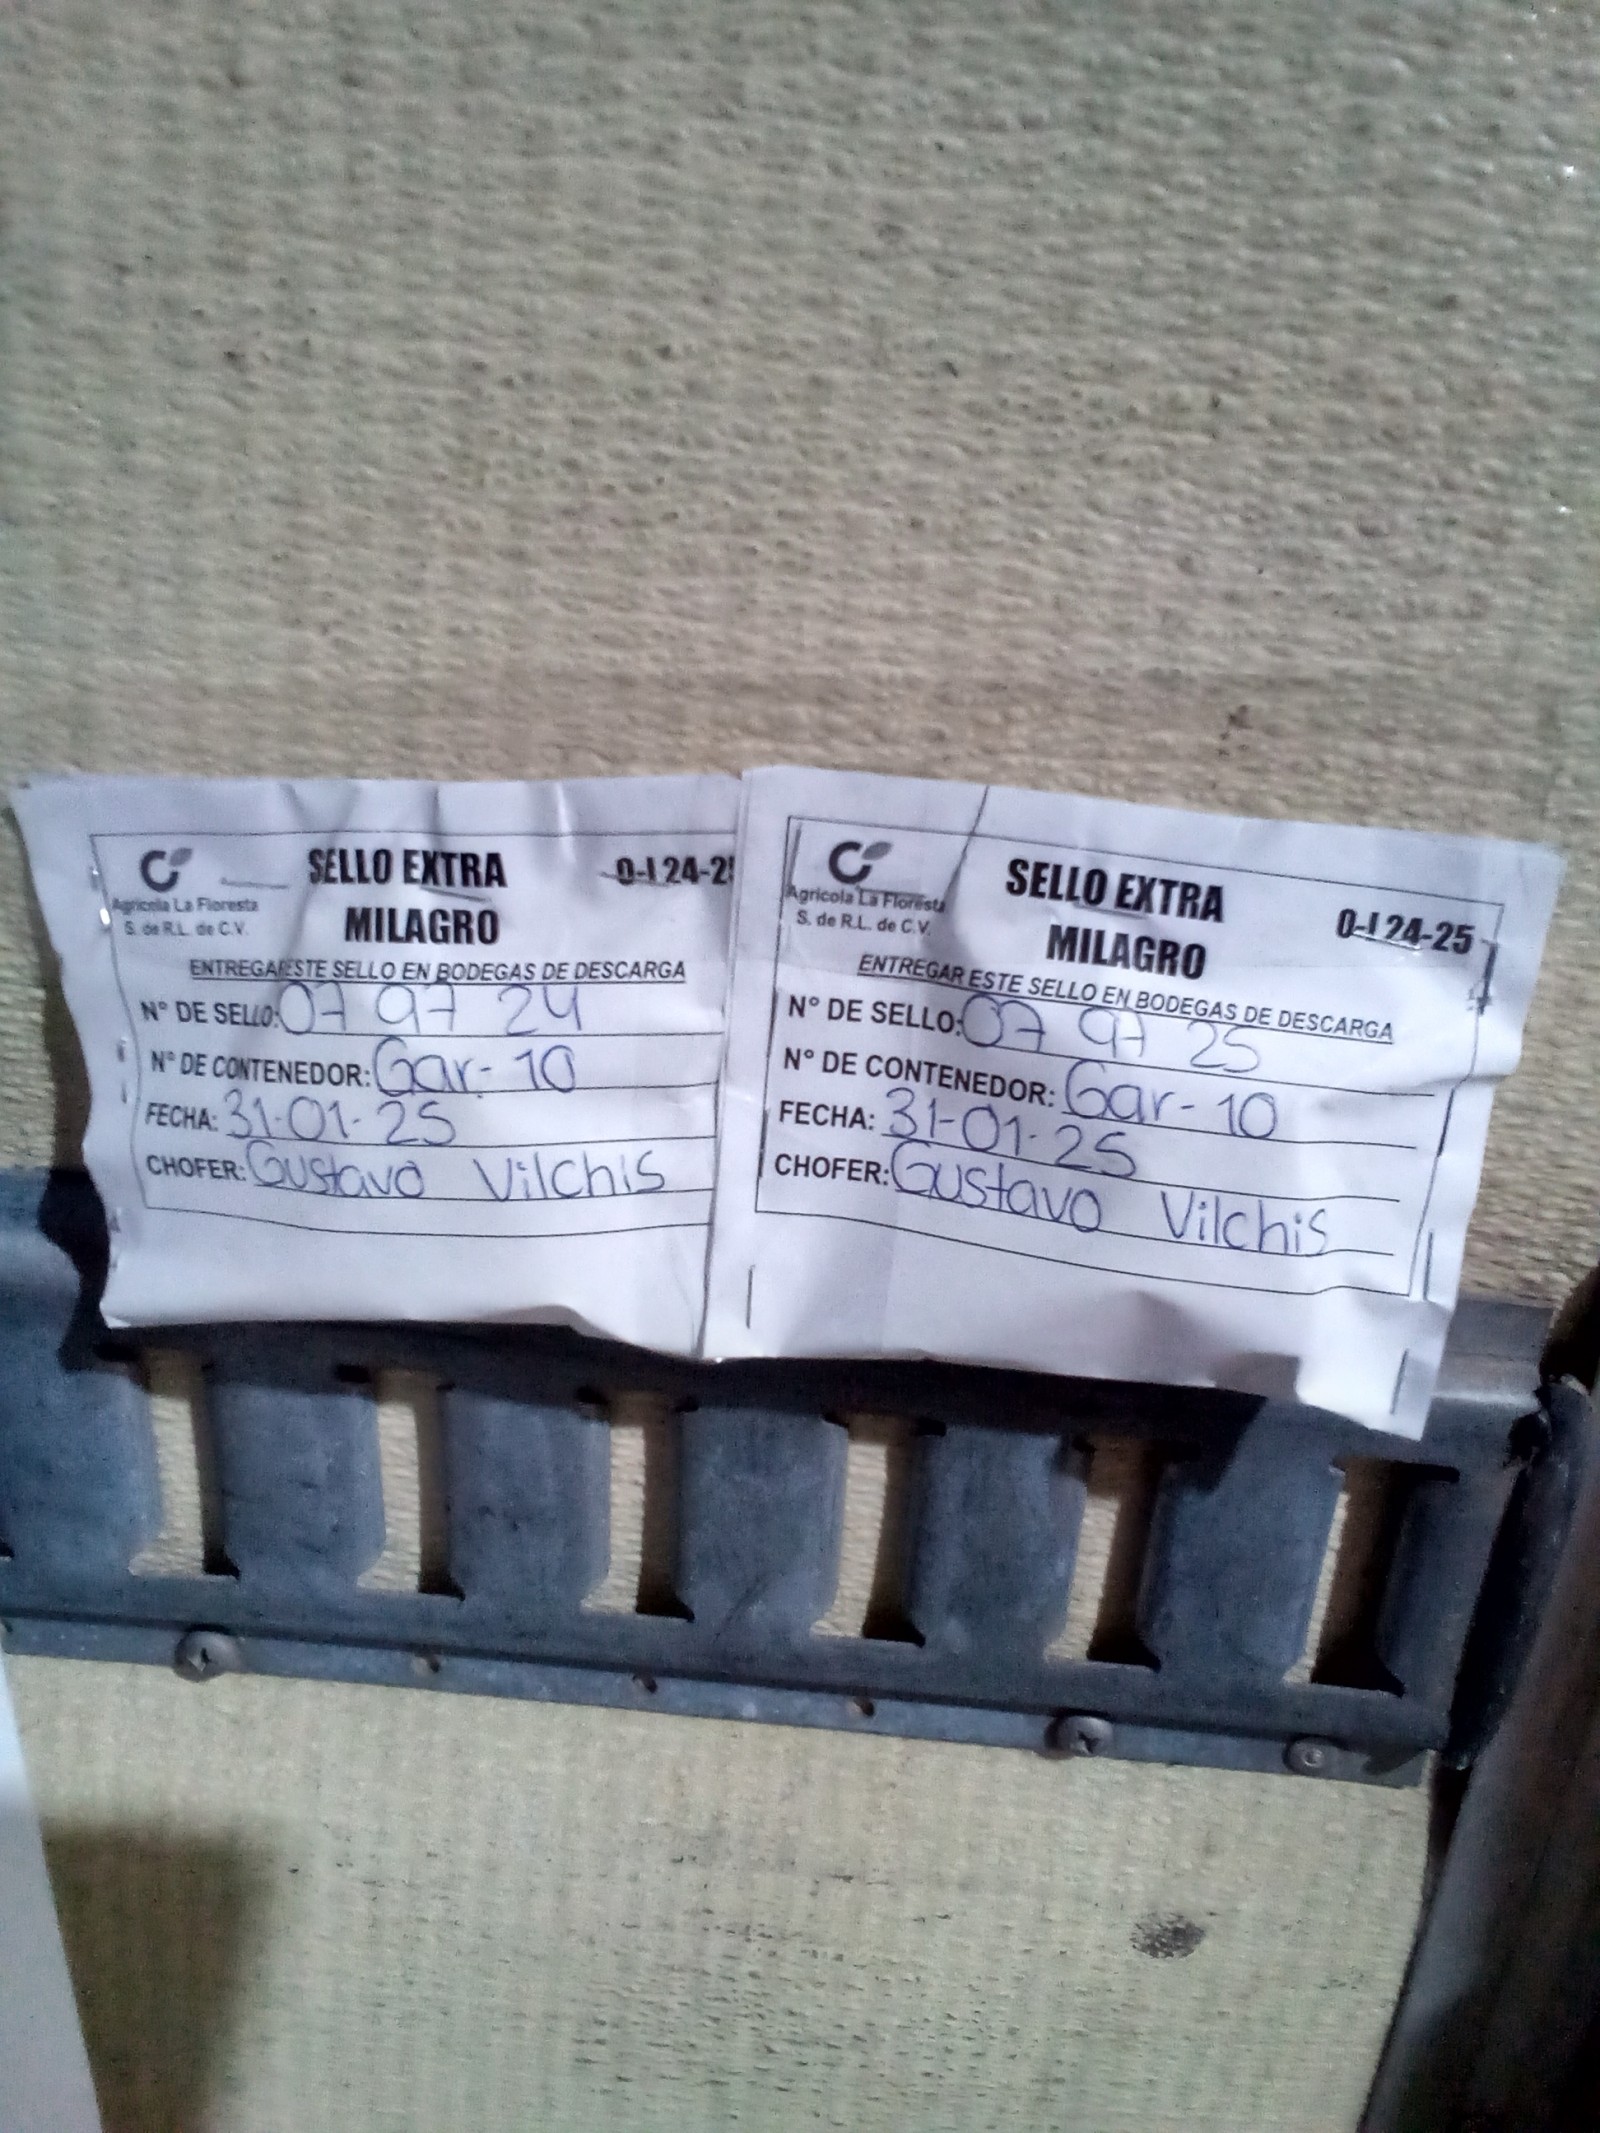 Agricola La Floresta
S. de R.L. de C.V.
SELLO EXTRA
MILAGRO
O-I 24-25
ENTREGAR ESTE SELLO EN BODEGAS DE DESCARGA
N° DE SELLO: 07 97 24
N° DE CONTENEDOR: Gar-10
FECHA: 31-01-25
CHOFER: Gustavo Vilchis
Agricola La Floresta
S. de R.L. de C.V.
SELLO EXTRA
MILAGRO
O-I 24-25
ENTREGAR ESTE SELLO EN BODEGAS DE DESCARGA
N° DE SELLO: 07 97 25
N° DE CONTENEDOR: Gar-10
FECHA: 31-01-25
CHOFER: Gustavo Vilchis